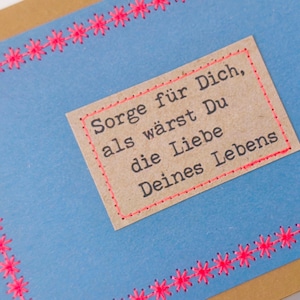 Sorge für Dich,
als wärst Du
die Liebe
Deines Lebens